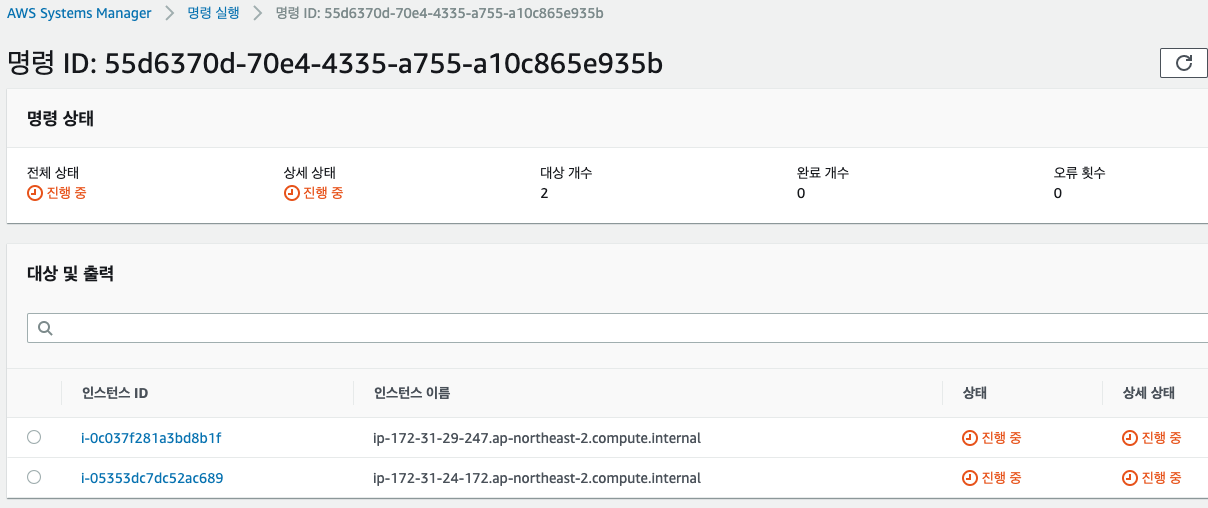 AWS Systems Manager > 명령 실행 > 명령 ID: 55d6370d-70e4-4335-a755-a10c865e935b
명령 ID: 55d6370d-70e4-4335-a755-a10c865e935b
명령 상태
전체 상태 상세 상태 대상 개수 완료 개수 오류 횟수
진행 중 진행 중 2 0 0
대상 및 출력
인스턴스 ID 인스턴스 이름 상태 상세 상태
i-0c037f281a3bd8b1f ip-172-31-29-247.ap-northeast-2.compute.internal 진행 중 진행 중
i-05353dc7dc52ac689 ip-172-31-24-172.ap-northeast-2.compute.internal 진행 중 진행 중